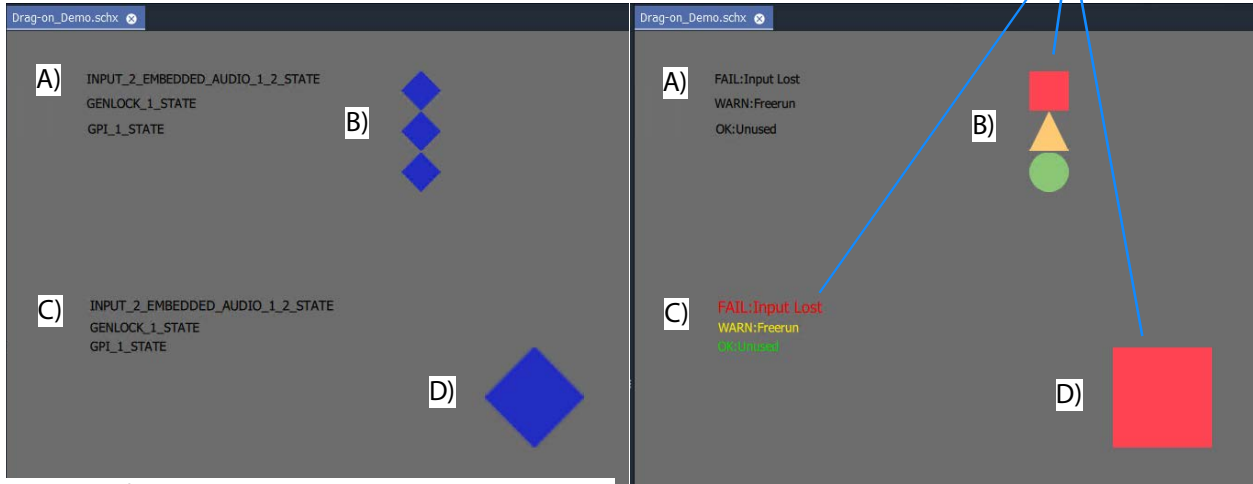 Drag-on_Demo.schx
A)
INPUT_2_EMBEDDED_AUDIO_1_2_STATE
GENLOCK_1_STATE
GPI_1_STATE
B)
C)
INPUT_2_EMBEDDED_AUDIO_1_2_STATE
GENLOCK_1_STATE
GPI_1_STATE
D)
Drag-on_Demo.schx
A)
FAIL:Input Lost
WARN:Freerun
OK:Unused
B)
C)
FAIL:Input Lost
WARN:Freerun
OK:Unused
D)